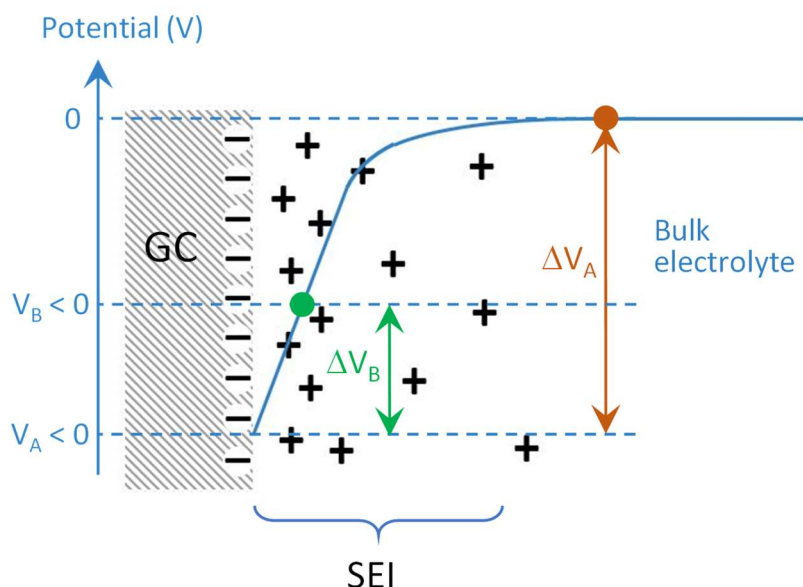 Potential (V)
0
GC
Bulk
electrolyte
ΔV_A
V_B < 0
ΔV_B
V_A < 0
SEI